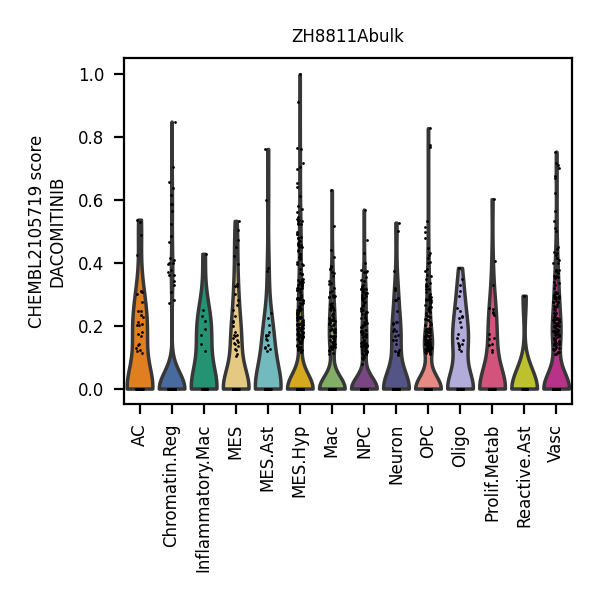 ZH8811Abulk
CHEMBL2105719 score
DACOMITINIB
1.0
0.8
0.6
0.4
0.2
0.0
AC
Chromatin.Reg
Inflammatory.Mac
MES
MES.Ast
MES.Hyp
Mac
NPC
Neuron
OPC
Oligo
Prolif.Metab
Reactive.Ast
Vasc